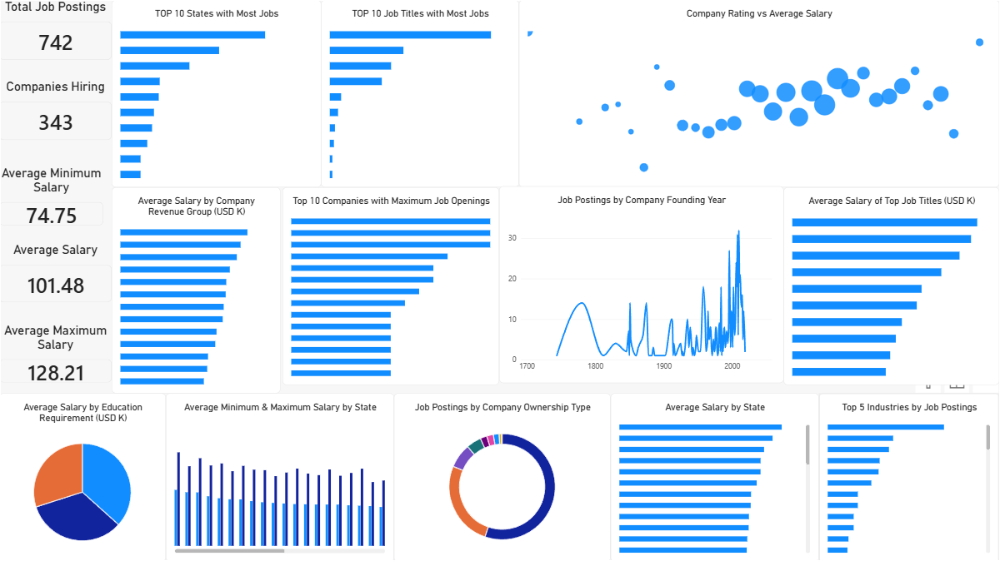 Total Job Postings
742
Companies Hiring
343
Average Minimum
Salary
74.75
Average Salary
101.48
Average Maximum
Salary
128.21
TOP 10 States with Most Jobs
TOP 10 Job Titles with Most Jobs
Company Rating vs Average Salary
Average Salary by Company
Revenue Group (USD K)
Top 10 Companies with Maximum Job Openings
Job Postings by Company Founding Year
30
20
10
0
1700
1800
1900
2000
Average Salary of Top Job Titles (USD K)
Average Salary by Education
Requirement (USD K)
Average Minimum & Maximum Salary by State
Job Postings by Company Ownership Type
Average Salary by State
Top 5 Industries by Job Postings